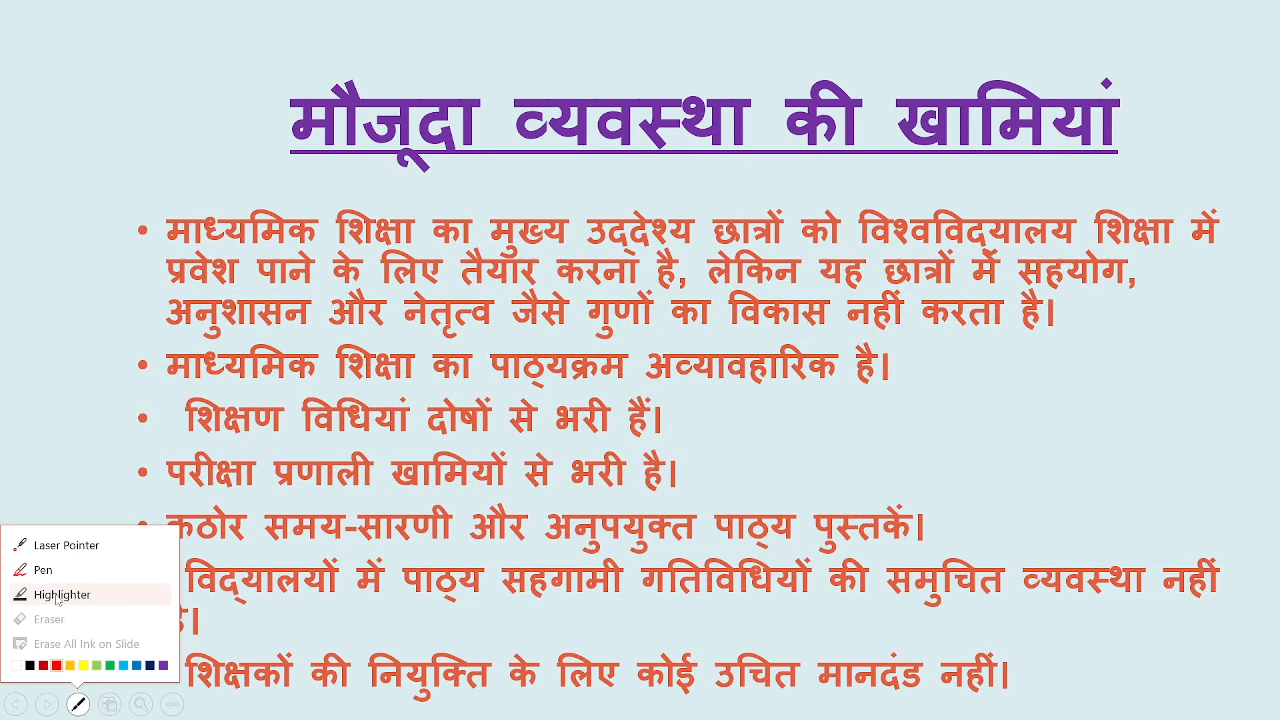 मौजूदा व्यवस्था की खामियां
• माध्यमिक शिक्षा का मुख्य उद्देश्य छात्रों को विश्वविद्यालय शिक्षा में
प्रवेश पाने के लिए तैयार करना है, लेकिन यह छात्रों में सहयोग,
अनुशासन और नेतृत्व जैसे गुणों का विकास नहीं करता है।
• माध्यमिक शिक्षा का पाठ्यक्रम अव्यावहारिक है।
• शिक्षण विधियां दोषों से भरी हैं।
• परीक्षा प्रणाली खामियों से भरी है।
• कठोर समय-सारणी और अनुपयुक्त पाठ्य पुस्तकें।
विद्यालयों में पाठ्य सहगामी गतिविधियों की समुचित व्यवस्था नहीं
है।
शिक्षकों की नियुक्ति के लिए कोई उचित मानदंड नहीं।
Laser Pointer
Pen
Highlighter
Eraser
Erase All Ink on Slide